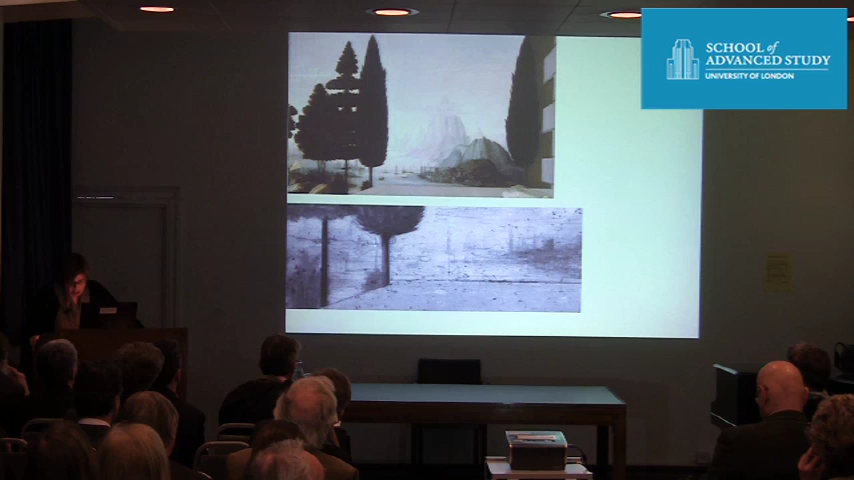 SCHOOL of
ADVANCED STUDY
UNIVERSITY OF LONDON